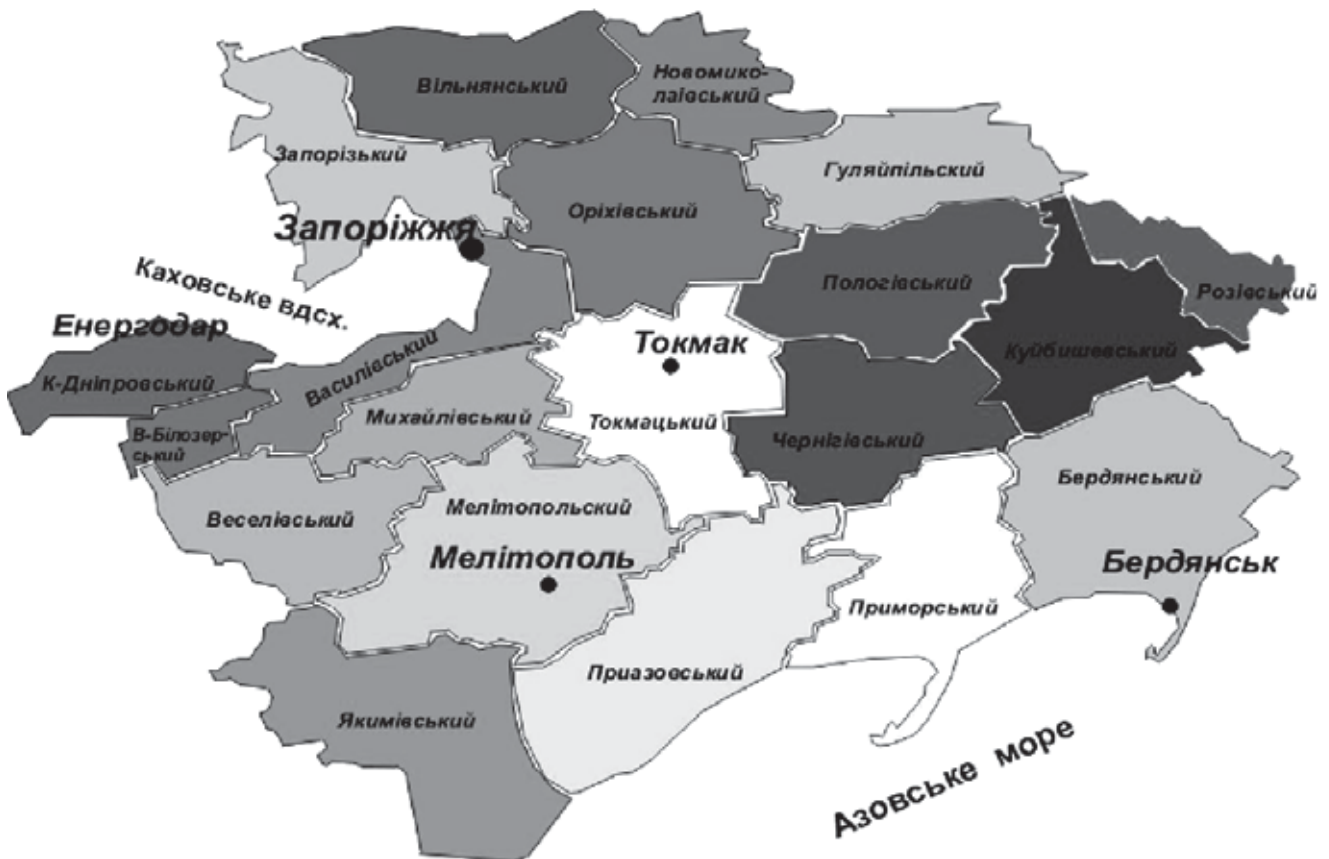 Вільнянський
Новомико-
лаївський
Запорізький
Гуляйпільский
Оріхівський
Запоріжжя
Каховське вдсх.
Пологівський
Розівський
Енергодар
Токмак
Куйбишевський
К-Дніпровський
Василівський
Михайлівський
Токмацький
В-Білозер-
ський
Чернігівський
Бердянський
Веселівський
Мелітопольский
Мелітополь
Бердянськ
Приморський
Приазовський
Якимівський
Азовське море